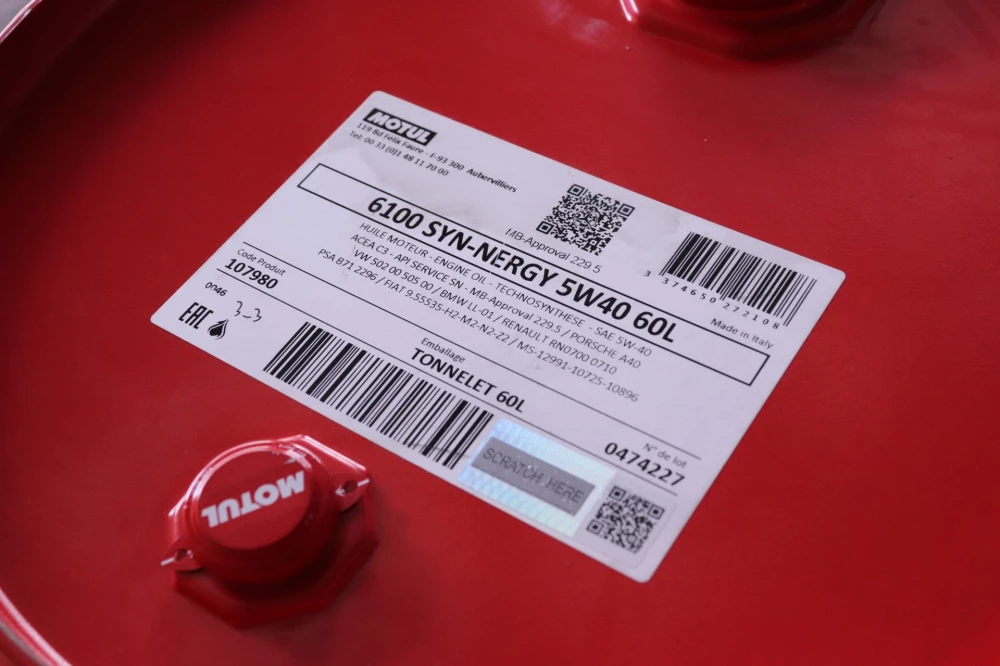 MOTUL
119 Bd Félix Faure - F-93 300 Aubervilliers
Tel: 00 33 (0)1 48 11 70 00
MB-Approval 229.5
3 374650 272108
Made in Italy
6100 SYN-NERGY 5W40 60L
HUILE MOTEUR - ENGINE OIL - TECHNOSYNTHESE - SAE 5W-40
ACEA C3 - API SERVICE SN - MB-Approval 229.5 / PORSCHE A40
VW 502 00 505 00 / BMW LL-01 / RENAULT RN0700 0710
PSA B71 2296 / FIAT 9.55535-H2-M2-N2-Z2 / MS-12991-10725-10896
Code Produit
107980
Emballage
TONNELET 60L
N° de lot
0474227
0046
3-3
EAC
SCRATCH HERE
MOTUL